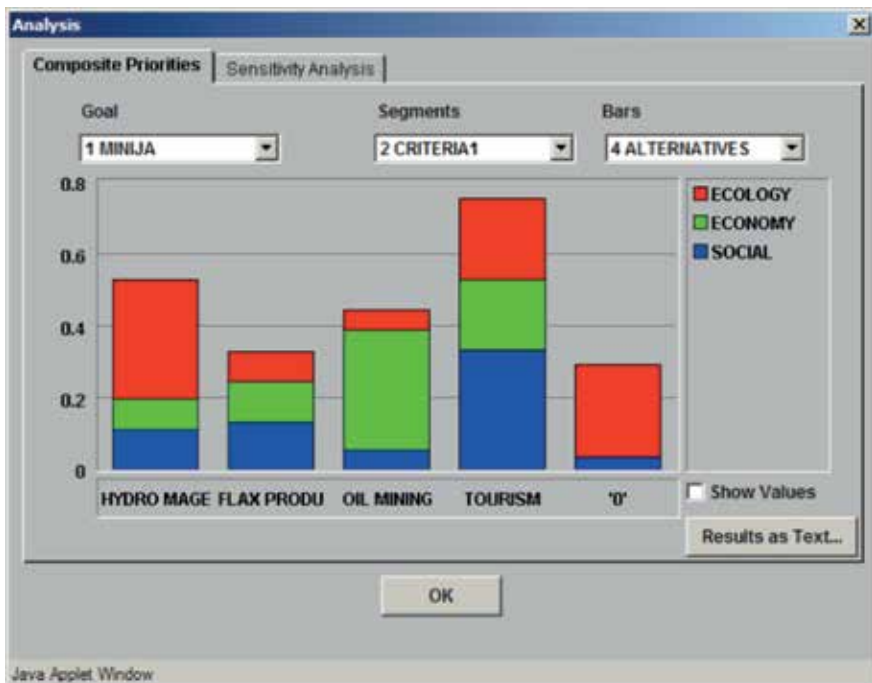 Analysis
Composite Priorities Sensitivity Analysis
Goal Segments Bars
1 MINIJA 2 CRITERIA1 4 ALTERNATIVES
0.8
0.6
0.4
0.2
0
ECOLOGY
ECONOMY
SOCIAL
HYDRO MAGE FLAX PRODU OIL MINING TOURISM '0'
Show Values
Results as Text...
OK
Java Applet Window